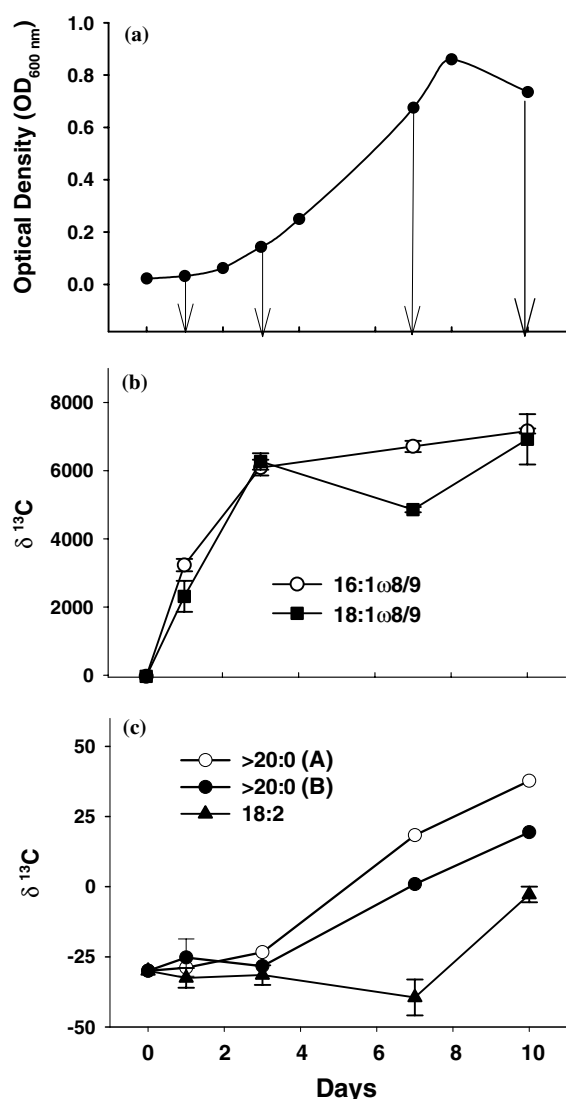 (a)
Optical Density (OD600 nm)
1.0
0.8
0.6
0.4
0.2
0.0
(b)
δ 13C
8000
6000
4000
2000
0
16:1ω8/9
18:1ω8/9
(c)
δ 13C
50
25
0
-25
-50
>20:0 (A)
>20:0 (B)
18:2
0 2 4 6 8 10
Days